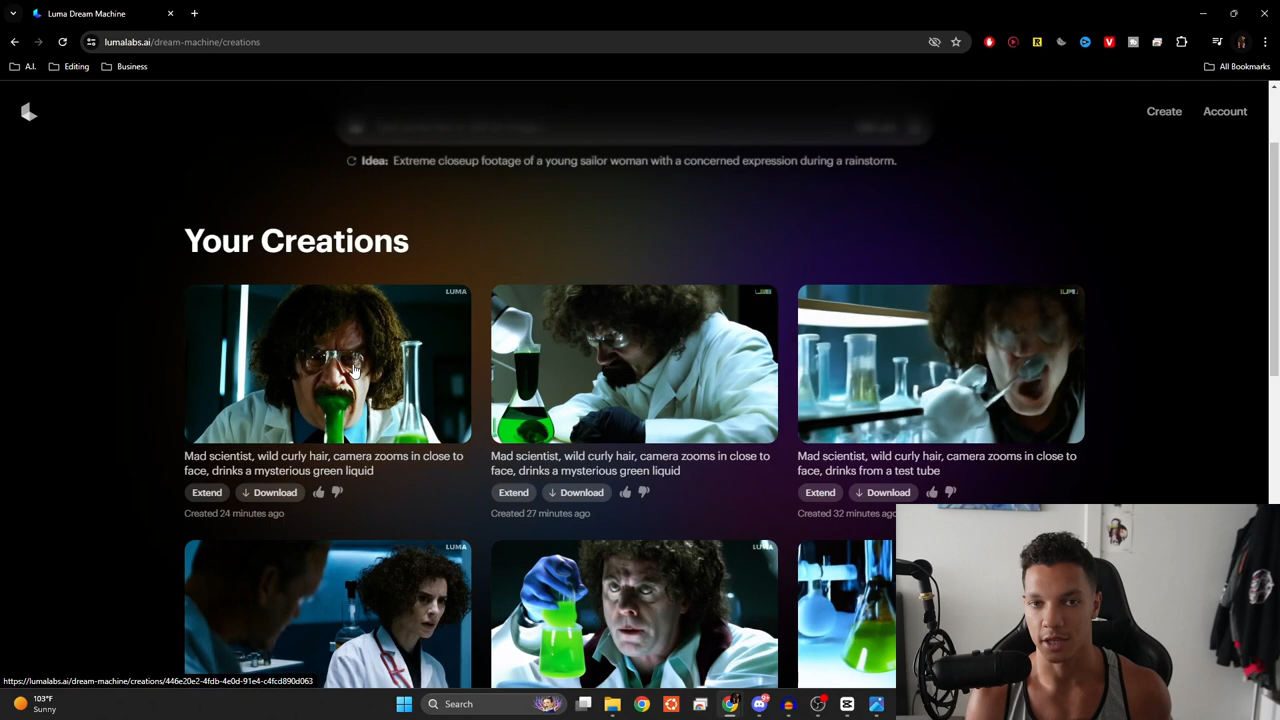 Luma Dream Machine
lumalabs.ai/dream-machine/creations
A.I.
Editing
Business
All Bookmarks
Create
Account
Idea: Extreme closeup footage of a young sailor woman with a concerned expression during a rainstorm.
Your Creations
LUMA
Mad scientist, wild curly hair, camera zooms in close to
face, drinks a mysterious green liquid
Extend
Download
Created 24 minutes ago
Mad scientist, wild curly hair, camera zooms in close to
face, drinks a mysterious green liquid
Extend
Download
Created 27 minutes ago
Mad scientist, wild curly hair, camera zooms in close to
face, drinks from a test tube
Extend
Download
Created 32 minutes ago
LUMA
LUMA
https://lumalabs.ai/dream-machine/creations/446e20e2-4fdb-4e0d-91e4-c4fcd890d063
103°F
Sunny
Search